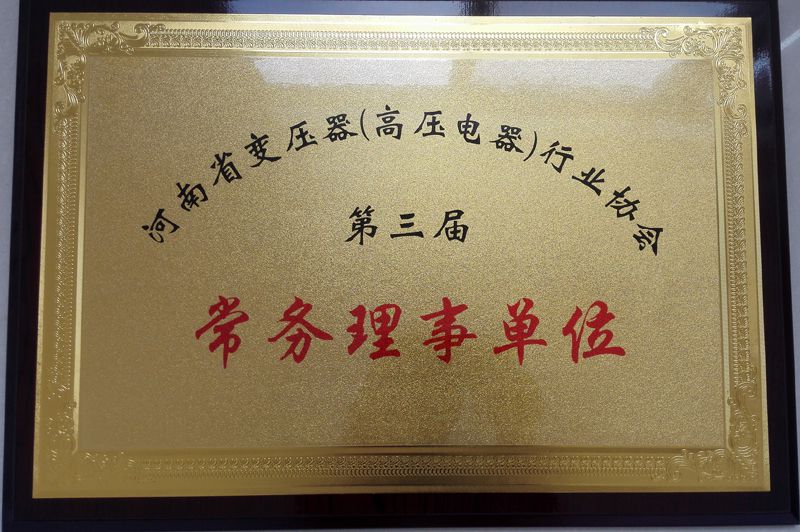 河南省变压器(高压电器)行业协会
第三届
常务理事单位